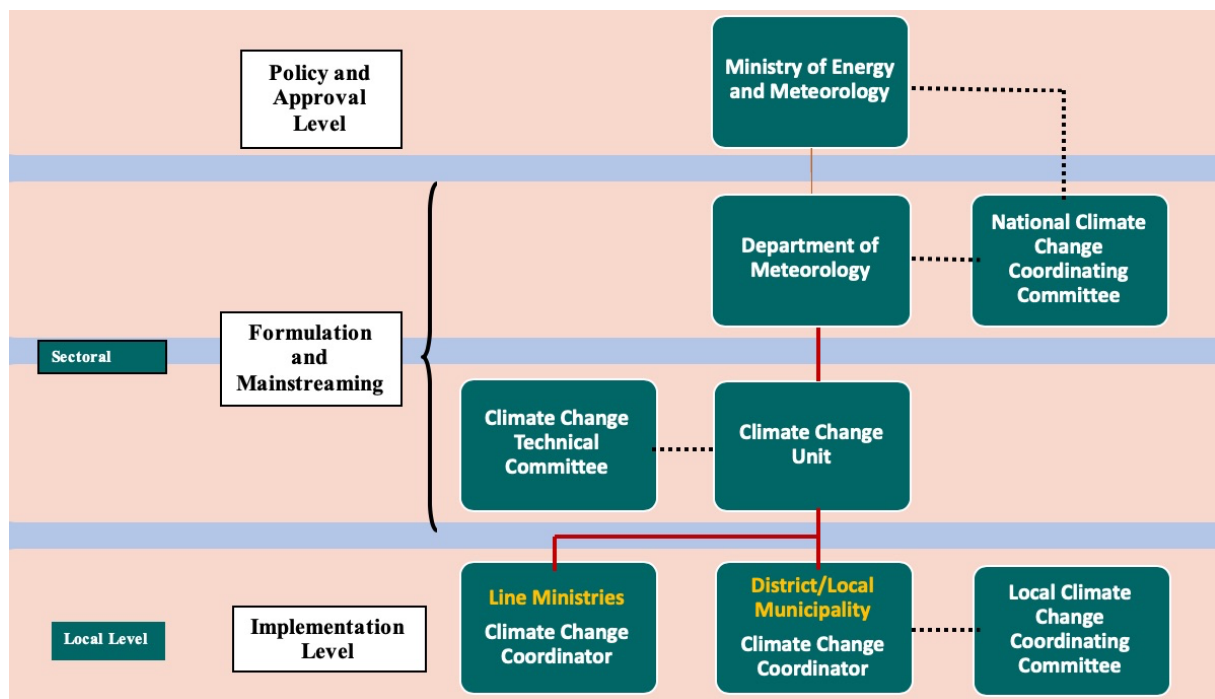 Policy and
Approval
Level
Ministry of Energy
and Meteorology
Department of
Meteorology
National Climate
Change
Coordinating
Committee
Sectoral
Formulation
and
Mainstreaming
Climate Change
Technical
Committee
Climate Change
Unit
Local Level
Implementation
Level
Line Ministries
Climate Change
Coordinator
District/Local
Municipality
Climate Change
Coordinator
Local Climate
Change
Coordinating
Committee